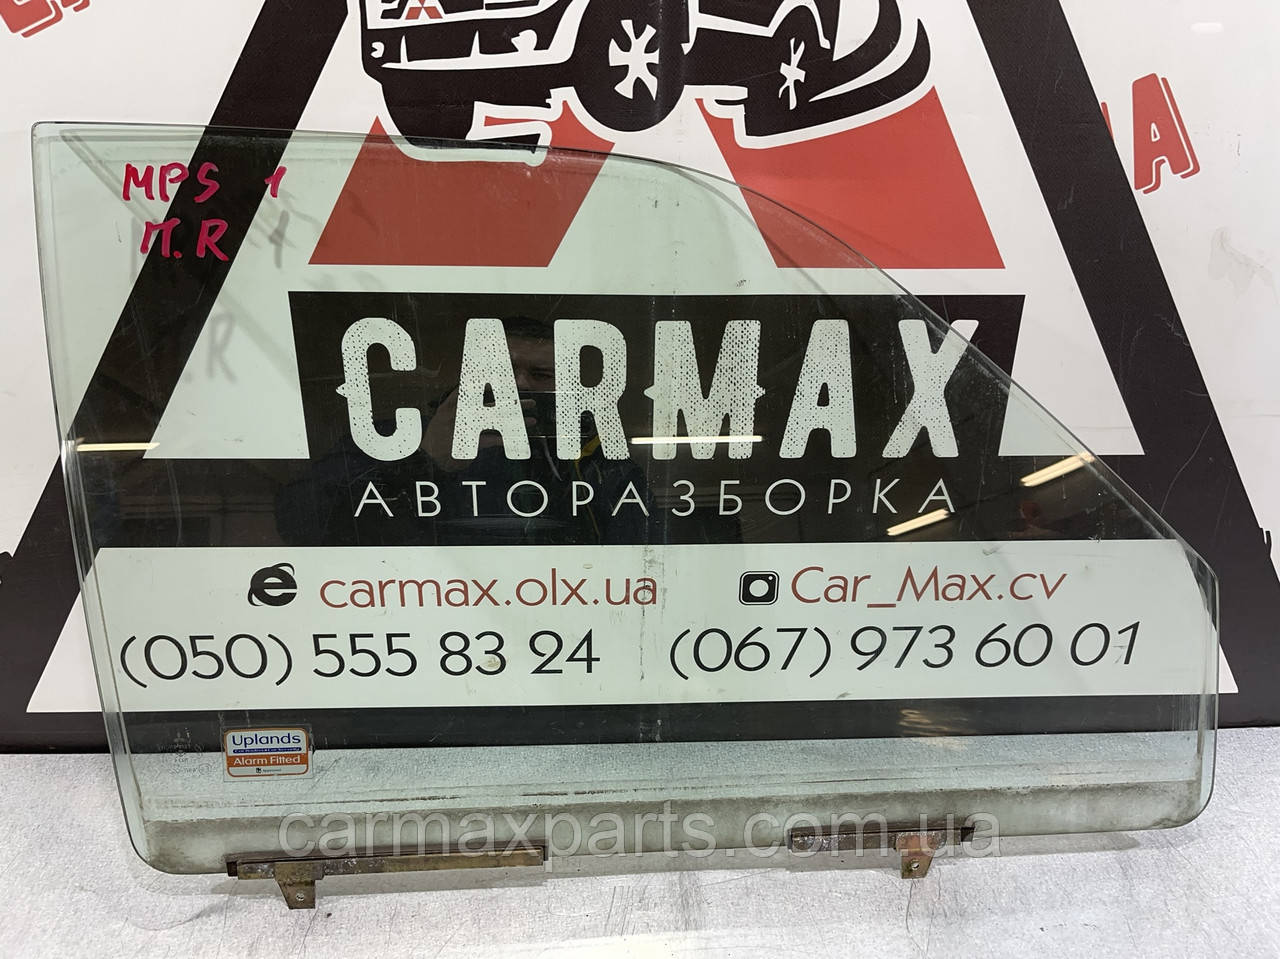 MPS 1
П.R
CARMAX
АВТОРАЗБОРКА
carmax.olx.ua
Car_Max.cv
(050) 555 83 24
(067) 973 60 01
Uplands
Alarm Fitted
carmaxparts.com.ua